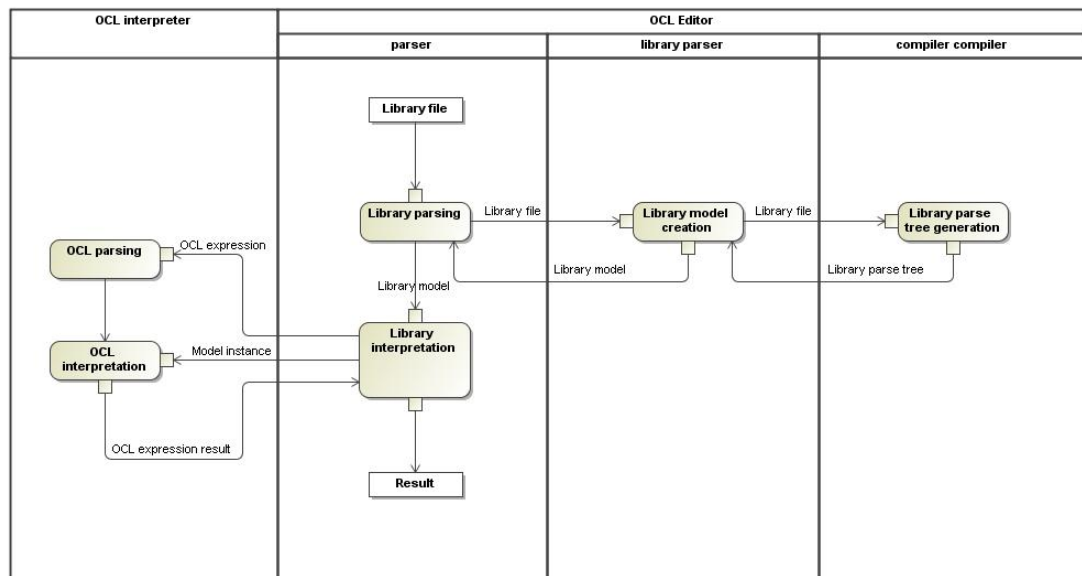 OCL interpreter
OCL Editor
parser
library parser
compiler compiler
Library file
Library parsing
Library file
Library model
creation
Library file
Library parse
tree generation
OCL expression
OCL parsing
Library model
Library model
Library parse tree
Library
interpretation
OCL
interpretation
Model instance
OCL expression result
Result